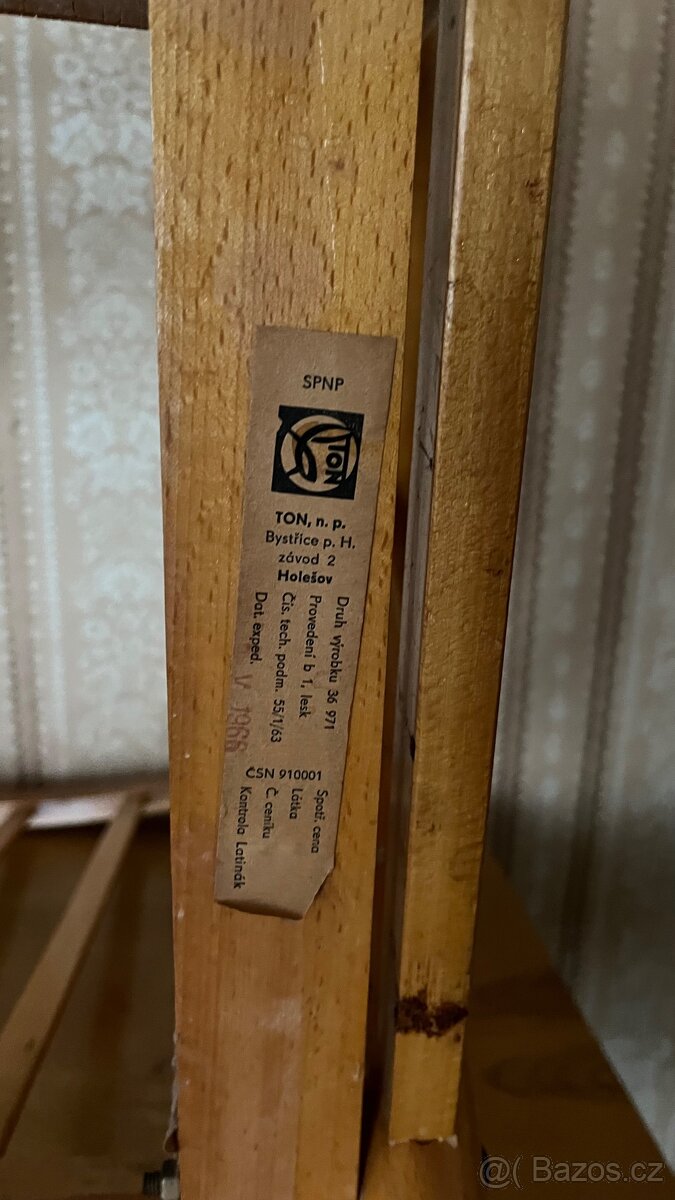 SPNP
TON
TON, n. p.
Bystřice p. H.
závod 2
Holešov
Druh výrobku 36 971
Provedení b 1, lesk
Čís. tech. podm. 55/1/63
Dat. exped. V 1966
ČSN 910001
Spotř. cena
Látka
Č. ceníku
Kontrola Latinák
@( Bazos.cz